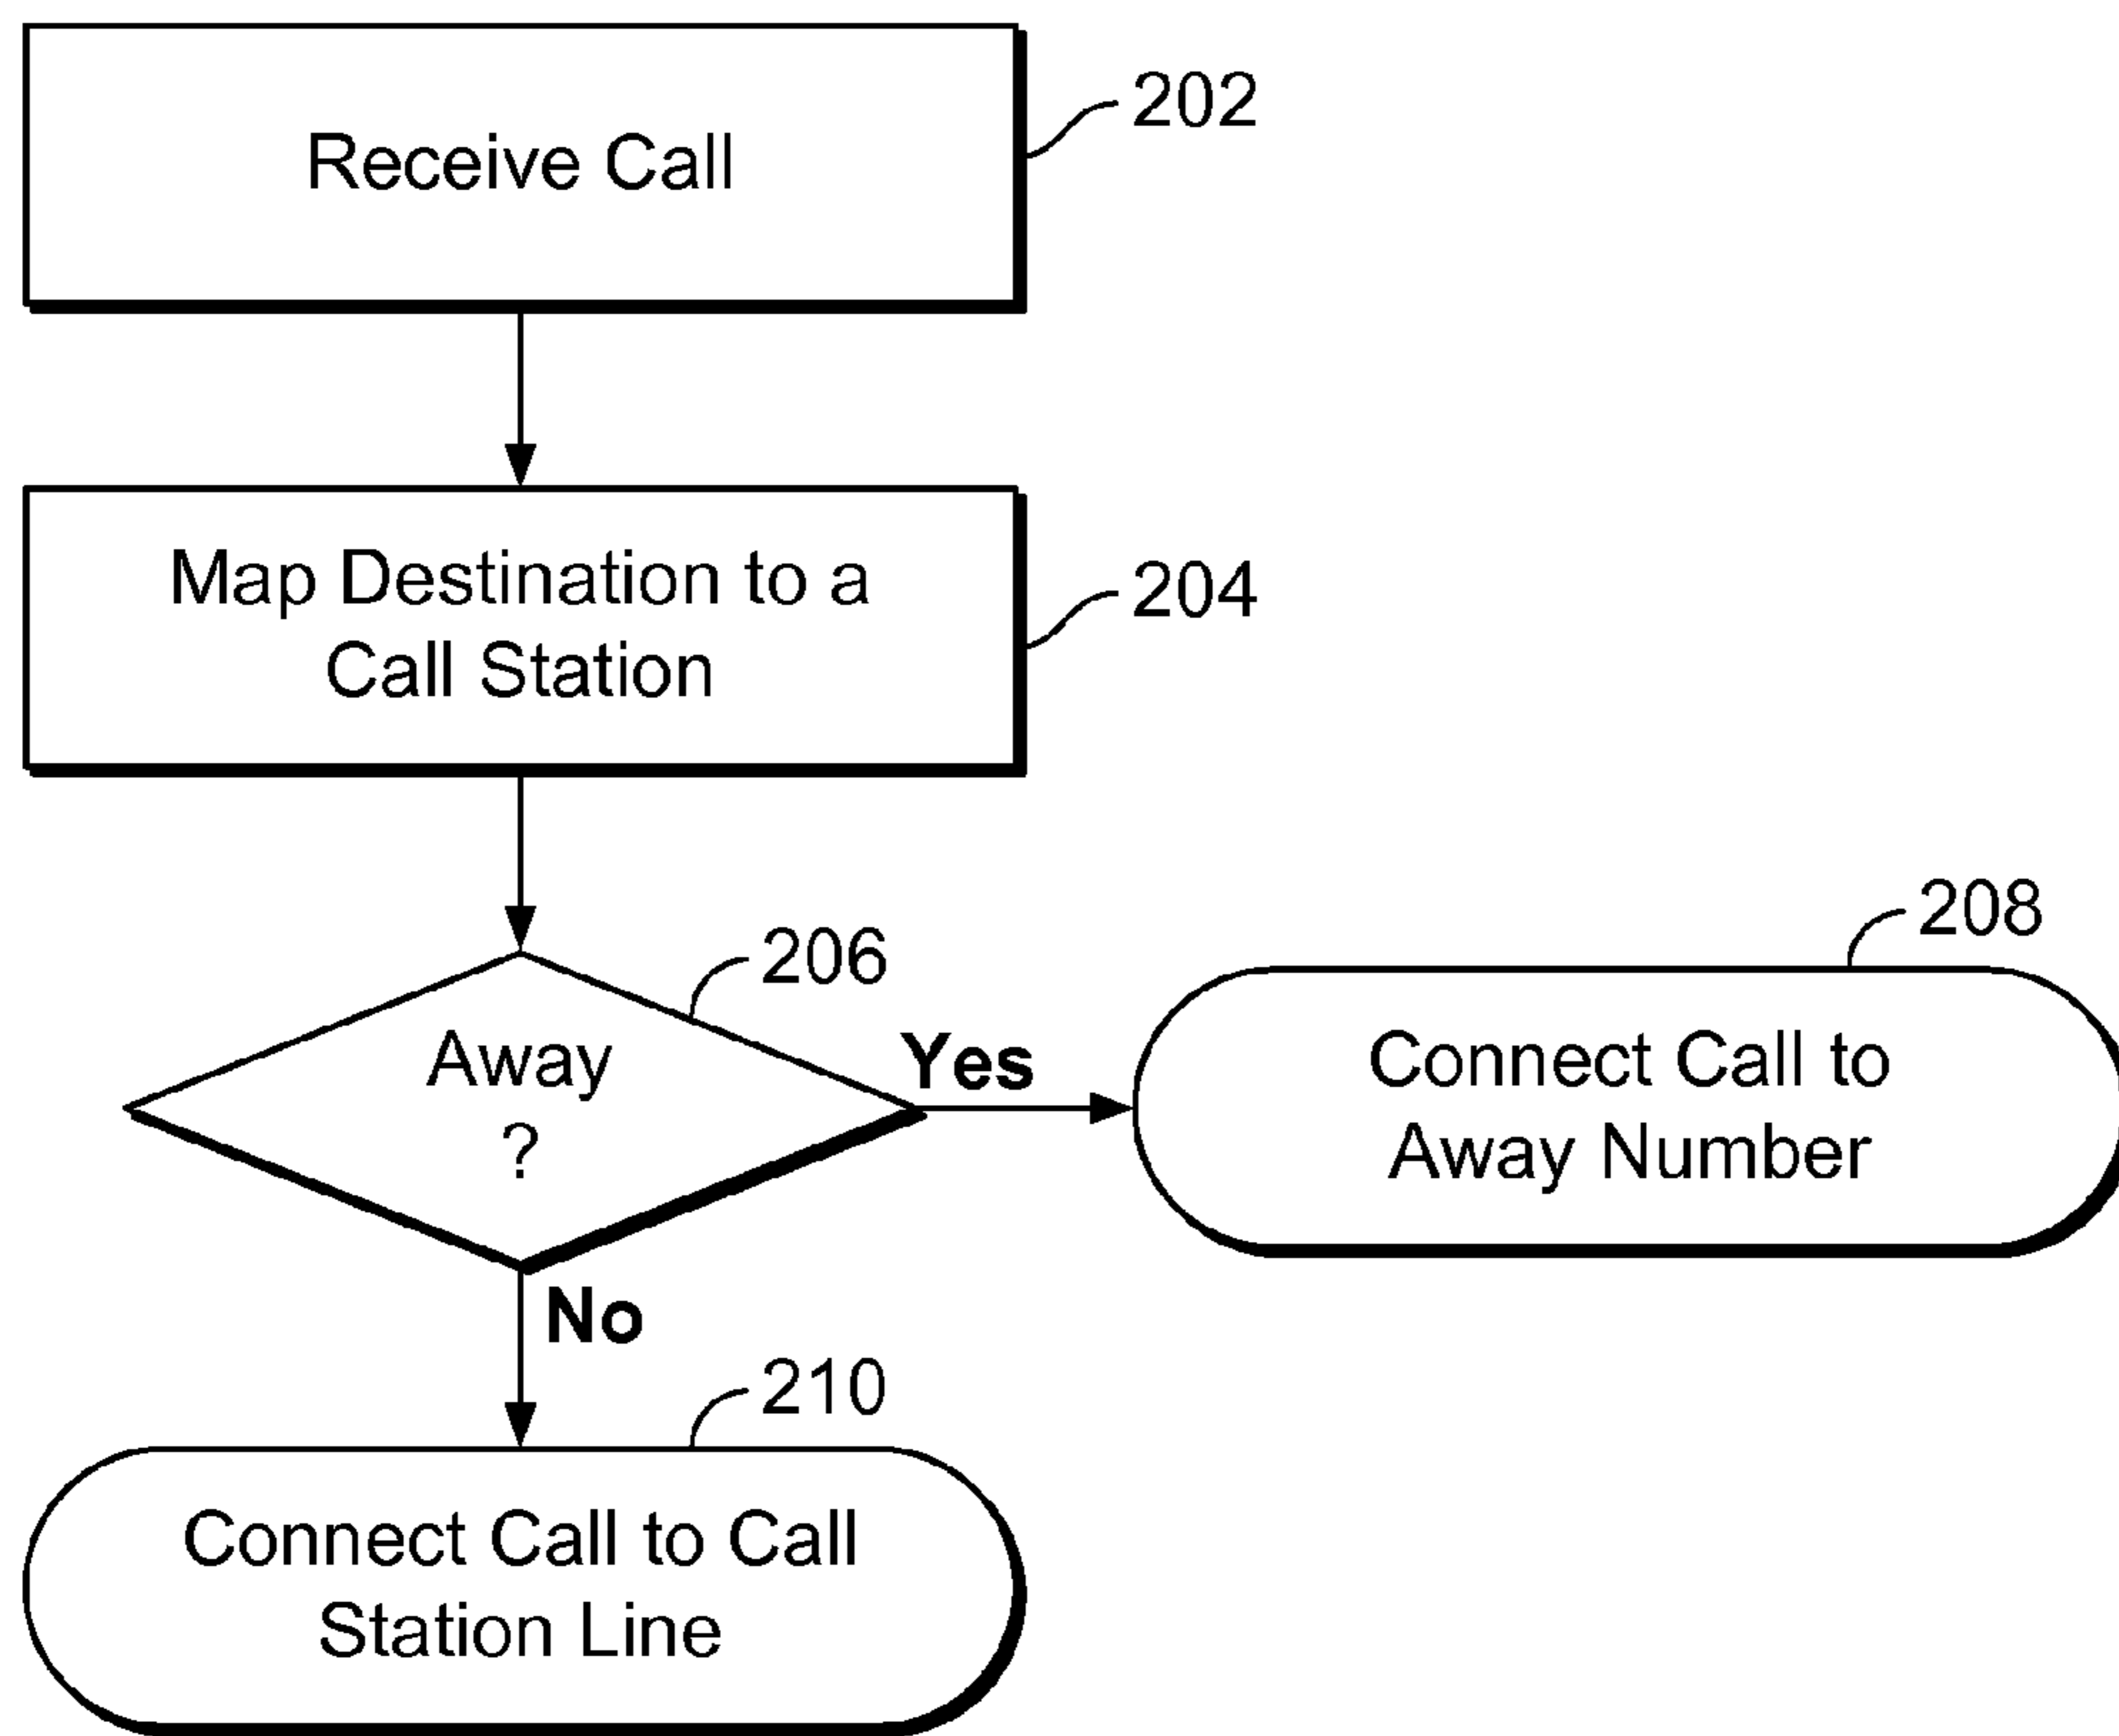 Receive Call
202
Map Destination to a
Call Station
204
206
Away
?
Yes
208
Connect Call to
Away Number
No
210
Connect Call to Call
Station Line